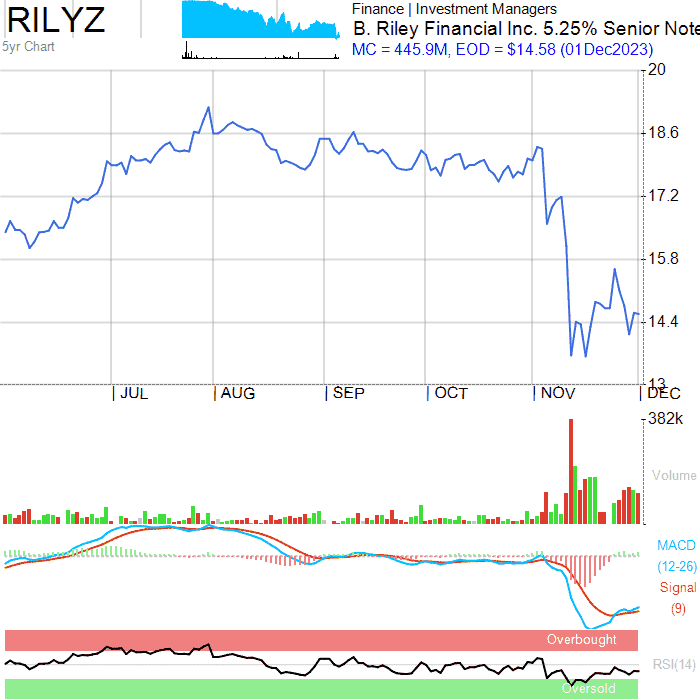 RILYZ
5yr Chart
Finance | Investment Managers
B. Riley Financial Inc. 5.25% Senior Note
MC = 445.9M, EOD = $14.58 (01Dec2023)
20
18.6
17.2
15.8
14.4
13
JUL AUG SEP OCT NOV DEC
382k
Volume
MACD
(12-26)
Signal
(9)
Overbought
RSI(14)
Oversold